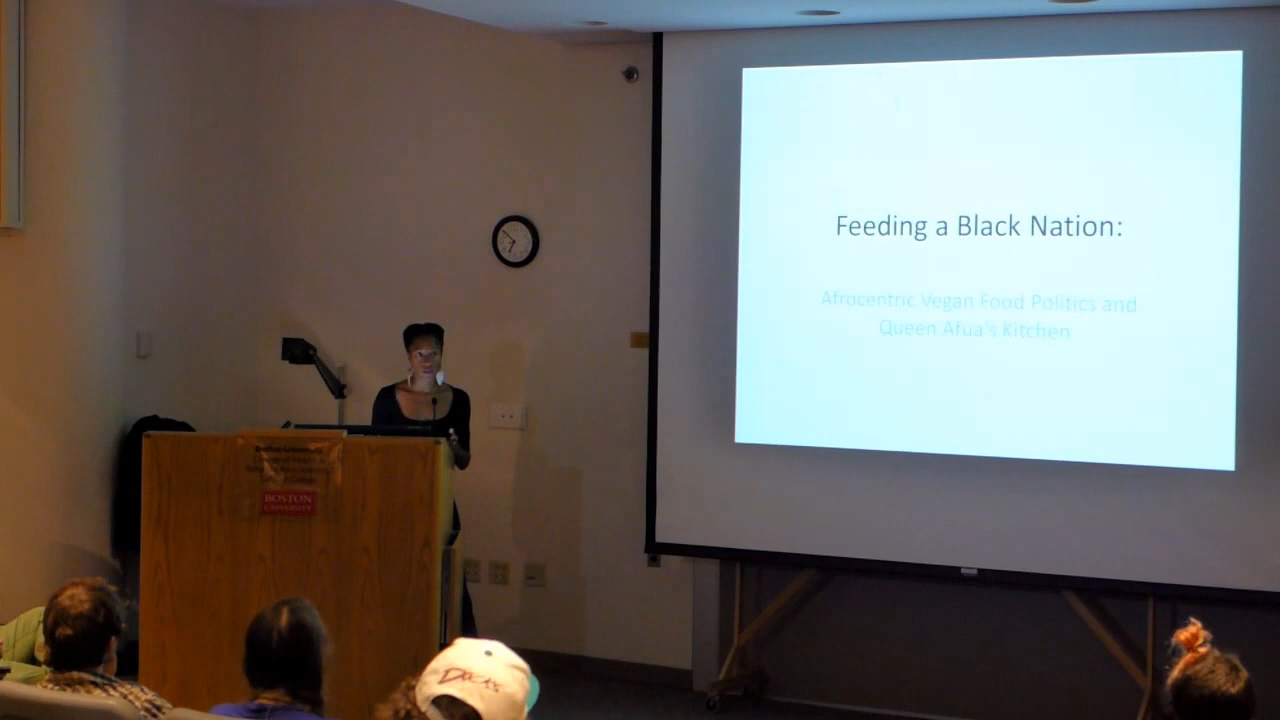 Feeding a Black Nation:
Afrocentric Vegan Food Politics and
Queen Afua's Kitchen
BOSTON
UNIVERSITY